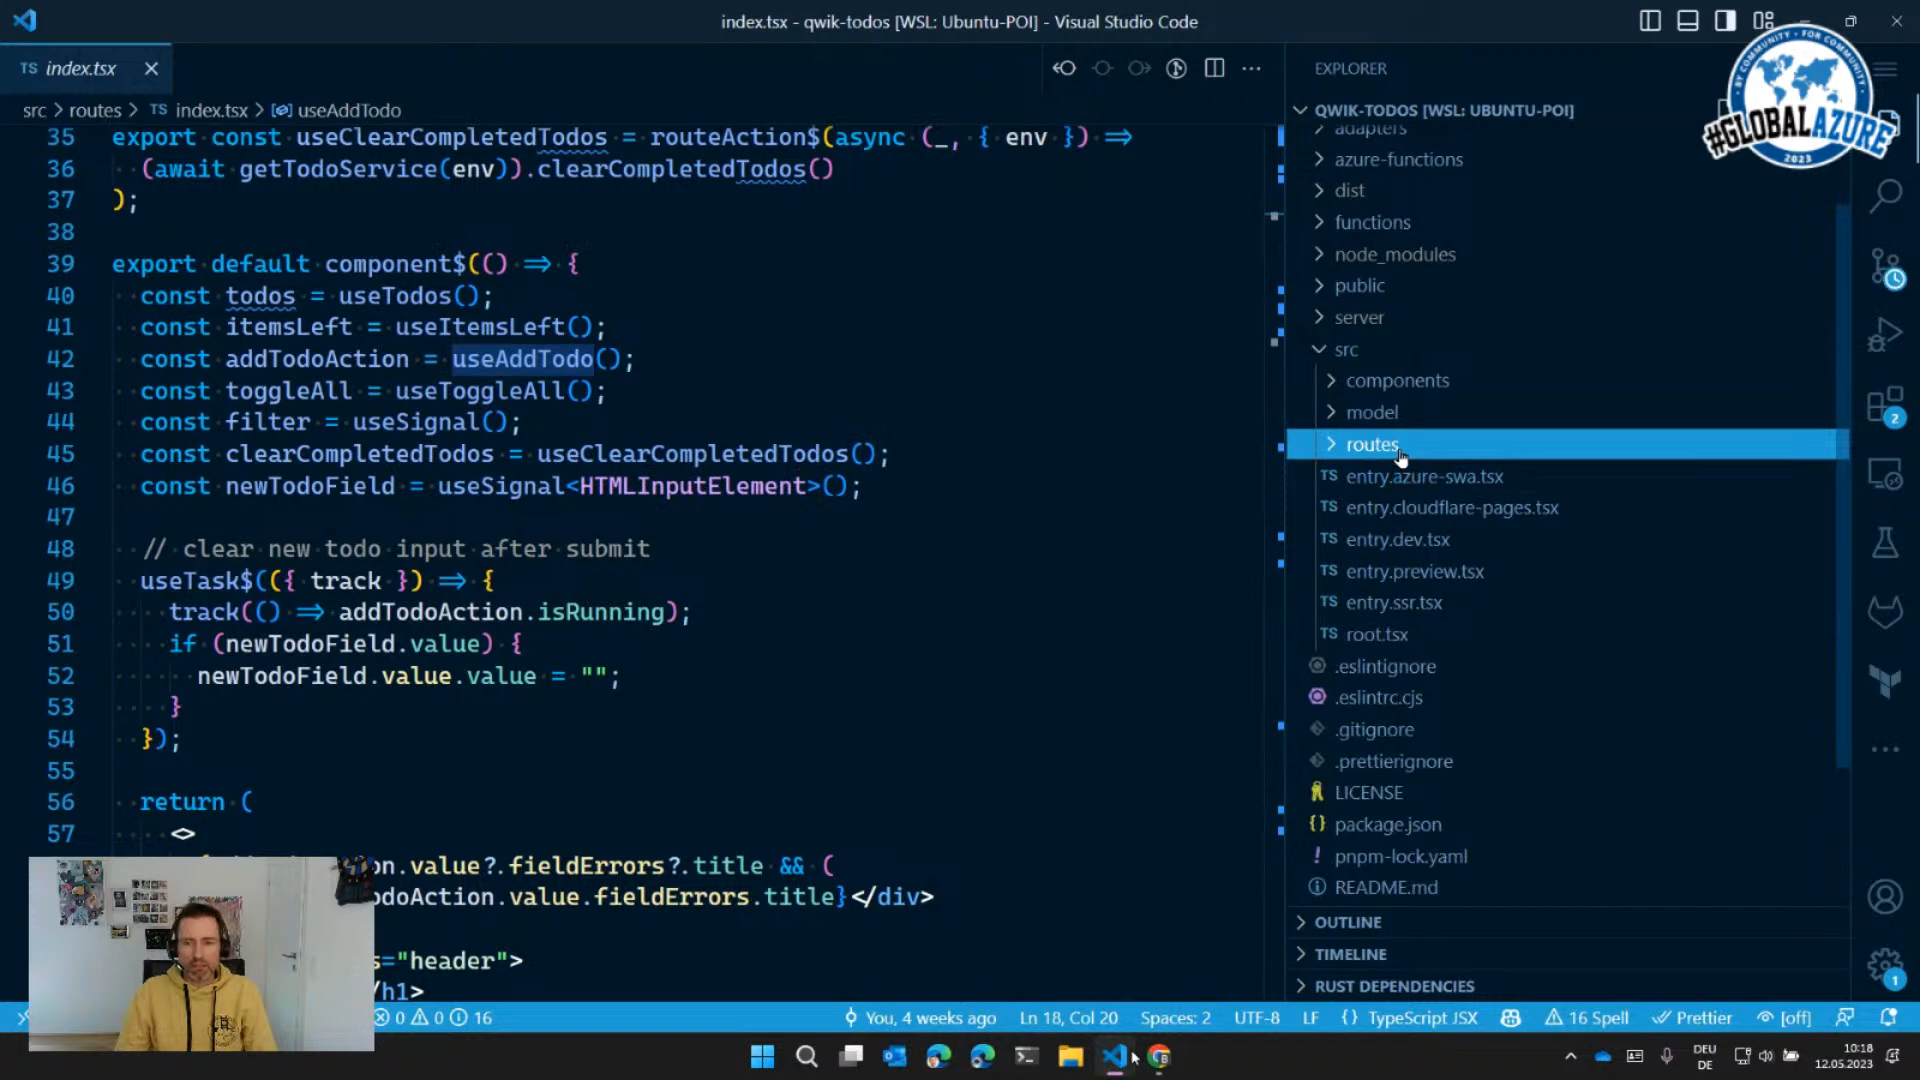 index.tsx - qwik-todos [WSL: Ubuntu-POI] - Visual Studio Code
TS index.tsx
src > routes > TS index.tsx > useAddTodo
35 export const useClearCompletedTodos = routeAction$(async (_, { env }) =>
36 (await getTodoService(env)).clearCompletedTodos()
37 );
38
39 export default component$(() => {
40 const todos = useTodos();
41 const itemsLeft = useItemsLeft();
42 const addTodoAction = useAddTodo();
43 const toggleAll = useToggleAll();
44 const filter = useSignal();
45 const clearCompletedTodos = useClearCompletedTodos();
46 const newTodoField = useSignal<HTMLInputElement>();
47
48 // clear new todo input after submit
49 useTask$(({ track }) => {
50 track(() => addTodoAction.isRunning);
51 if (newTodoField.value) {
52 newTodoField.value.value = "";
53 }
54 });
55
56 return (
57 <>
on.value?.fieldErrors?.title && (
doAction.value.fieldErrors.title}</div>
s="header">
/h1>
EXPLORER
QWIK-TODOS [WSL: UBUNTU-POI]
adapters
azure-functions
dist
functions
node_modules
public
server
src
components
model
routes
TS entry.azure-swa.tsx
TS entry.cloudflare-pages.tsx
TS entry.dev.tsx
TS entry.preview.tsx
TS entry.ssr.tsx
TS root.tsx
.eslintignore
.eslintrc.cjs
.gitignore
.prettierignore
LICENSE
{} package.json
! pnpm-lock.yaml
README.md
OUTLINE
TIMELINE
RUST DEPENDENCIES
BY COMMUNITY · FOR COMMUNITY
#GLOBALAZURE
2023
2
1
0 0 16
You, 4 weeks ago
Ln 18, Col 20
Spaces: 2
UTF-8
LF
{} TypeScript JSX
16 Spell
Prettier
[off]
DEU
DE
10:18
12.05.2023